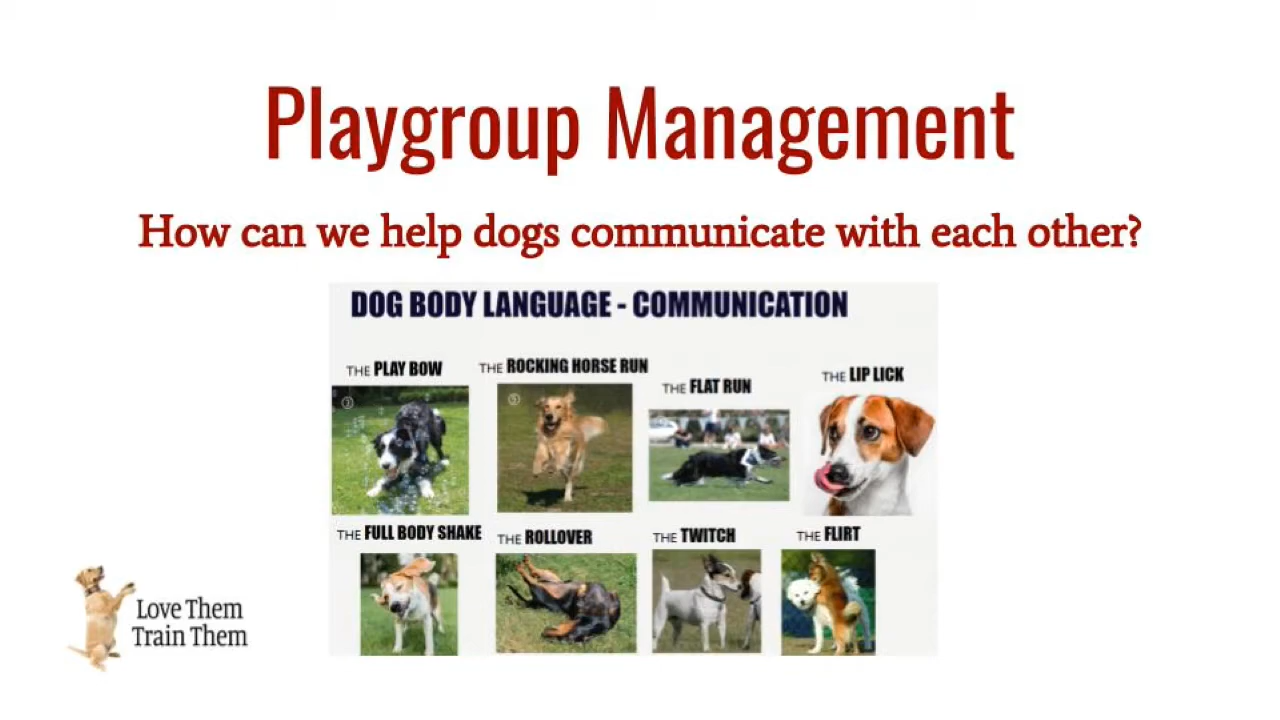 Playgroup Management
How can we help dogs communicate with each other?
DOG BODY LANGUAGE - COMMUNICATION
THE PLAY BOW
THE ROCKING HORSE RUN
THE FLAT RUN
THE LIP LICK
THE FULL BODY SHAKE
THE ROLLOVER
THE TWITCH
THE FLIRT
Love Them
Train Them